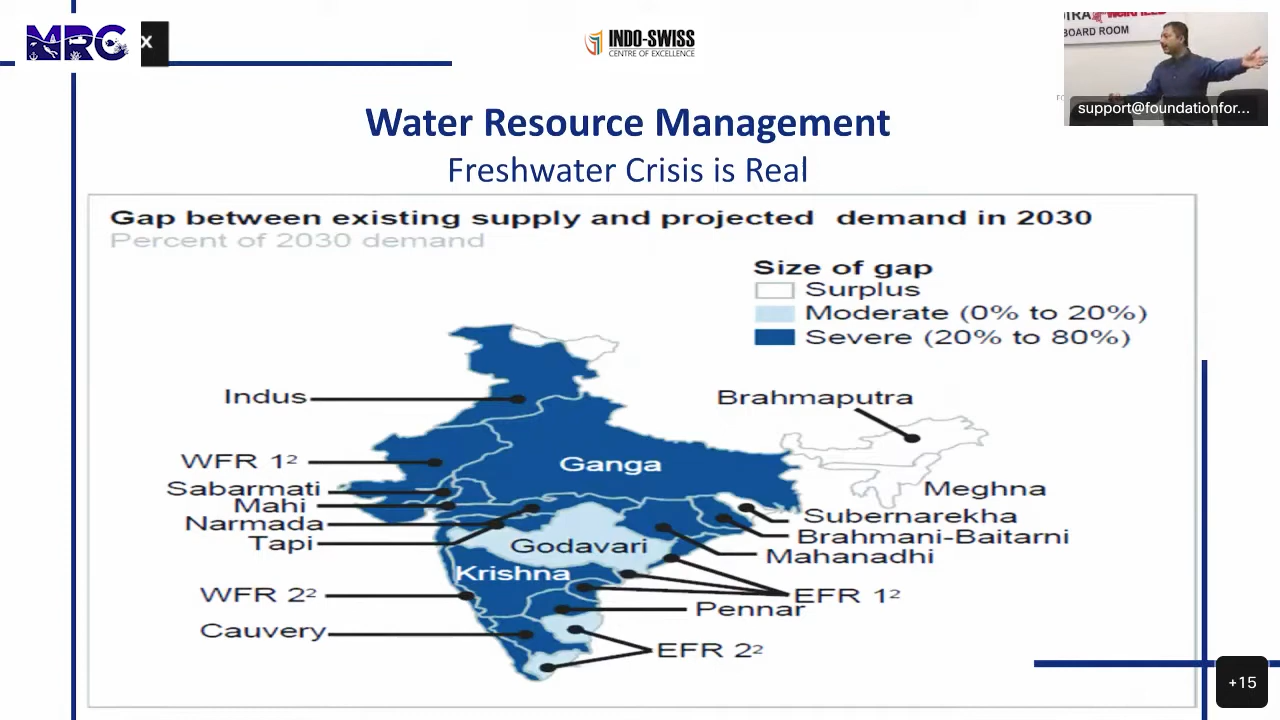 MRC
x
INDO-SWISS
CENTRE OF EXCELLENCE
BOARD ROOM
support@foundationfor...
Water Resource Management
Freshwater Crisis is Real
Gap between existing supply and projected demand in 2030
Percent of 2030 demand
Size of gap
Surplus
Moderate (0% to 20%)
Severe (20% to 80%)
Indus
Brahmaputra
WFR 1²
Ganga
Sabarmati
Meghna
Mahi
Subernarekha
Narmada
Brahmani-Baitarni
Tapi
Godavari
Mahanadhi
Krishna
WFR 2²
EFR 1²
Pennar
Cauvery
EFR 2²
+15